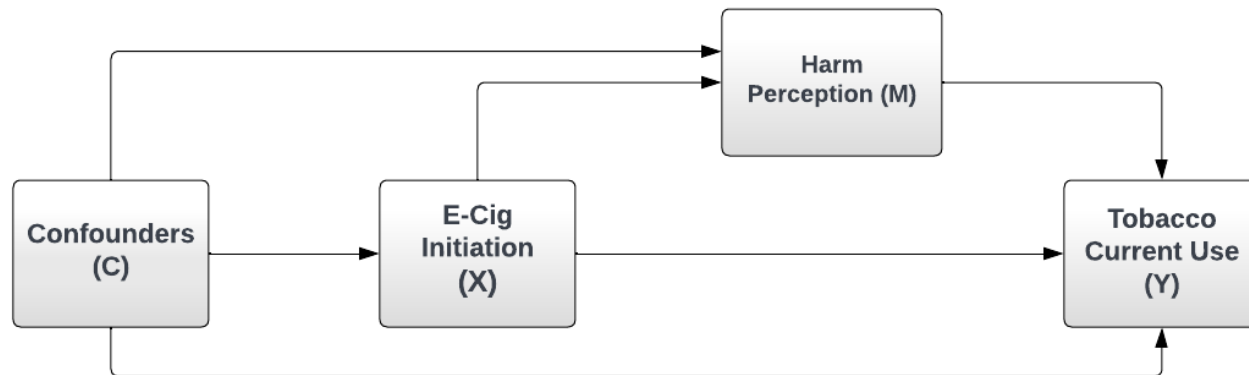 Harm
Perception (M)
Confounders
(C)
E-Cig
Initiation
(X)
Tobacco
Current Use
(Y)